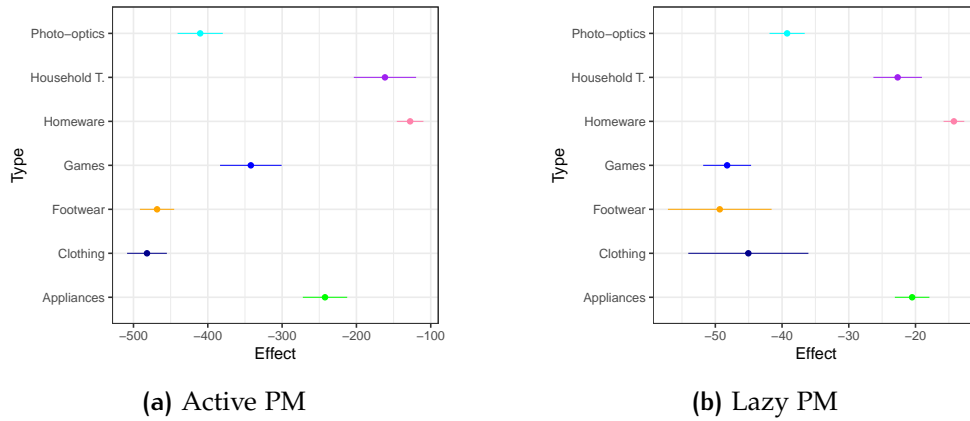 Type
Photo-optics
Household T.
Homeware
Games
Footwear
Clothing
Appliances
−500 −400 −300 −200 −100
Effect
(a) Active PM
Type
Photo-optics
Household T.
Homeware
Games
Footwear
Clothing
Appliances
−50 −40 −30 −20
Effect
(b) Lazy PM